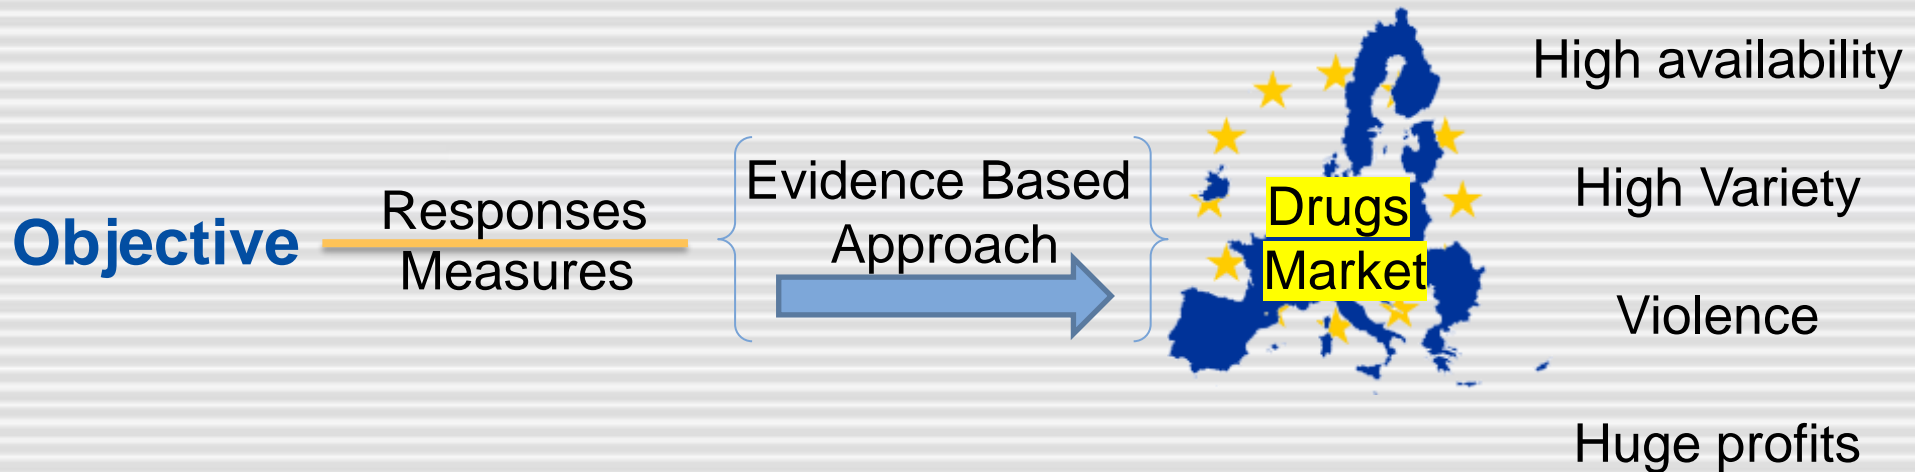 Objective
Responses
Measures
Evidence Based
Approach
Drugs
Market
High availability
High Variety
Violence
Huge profits